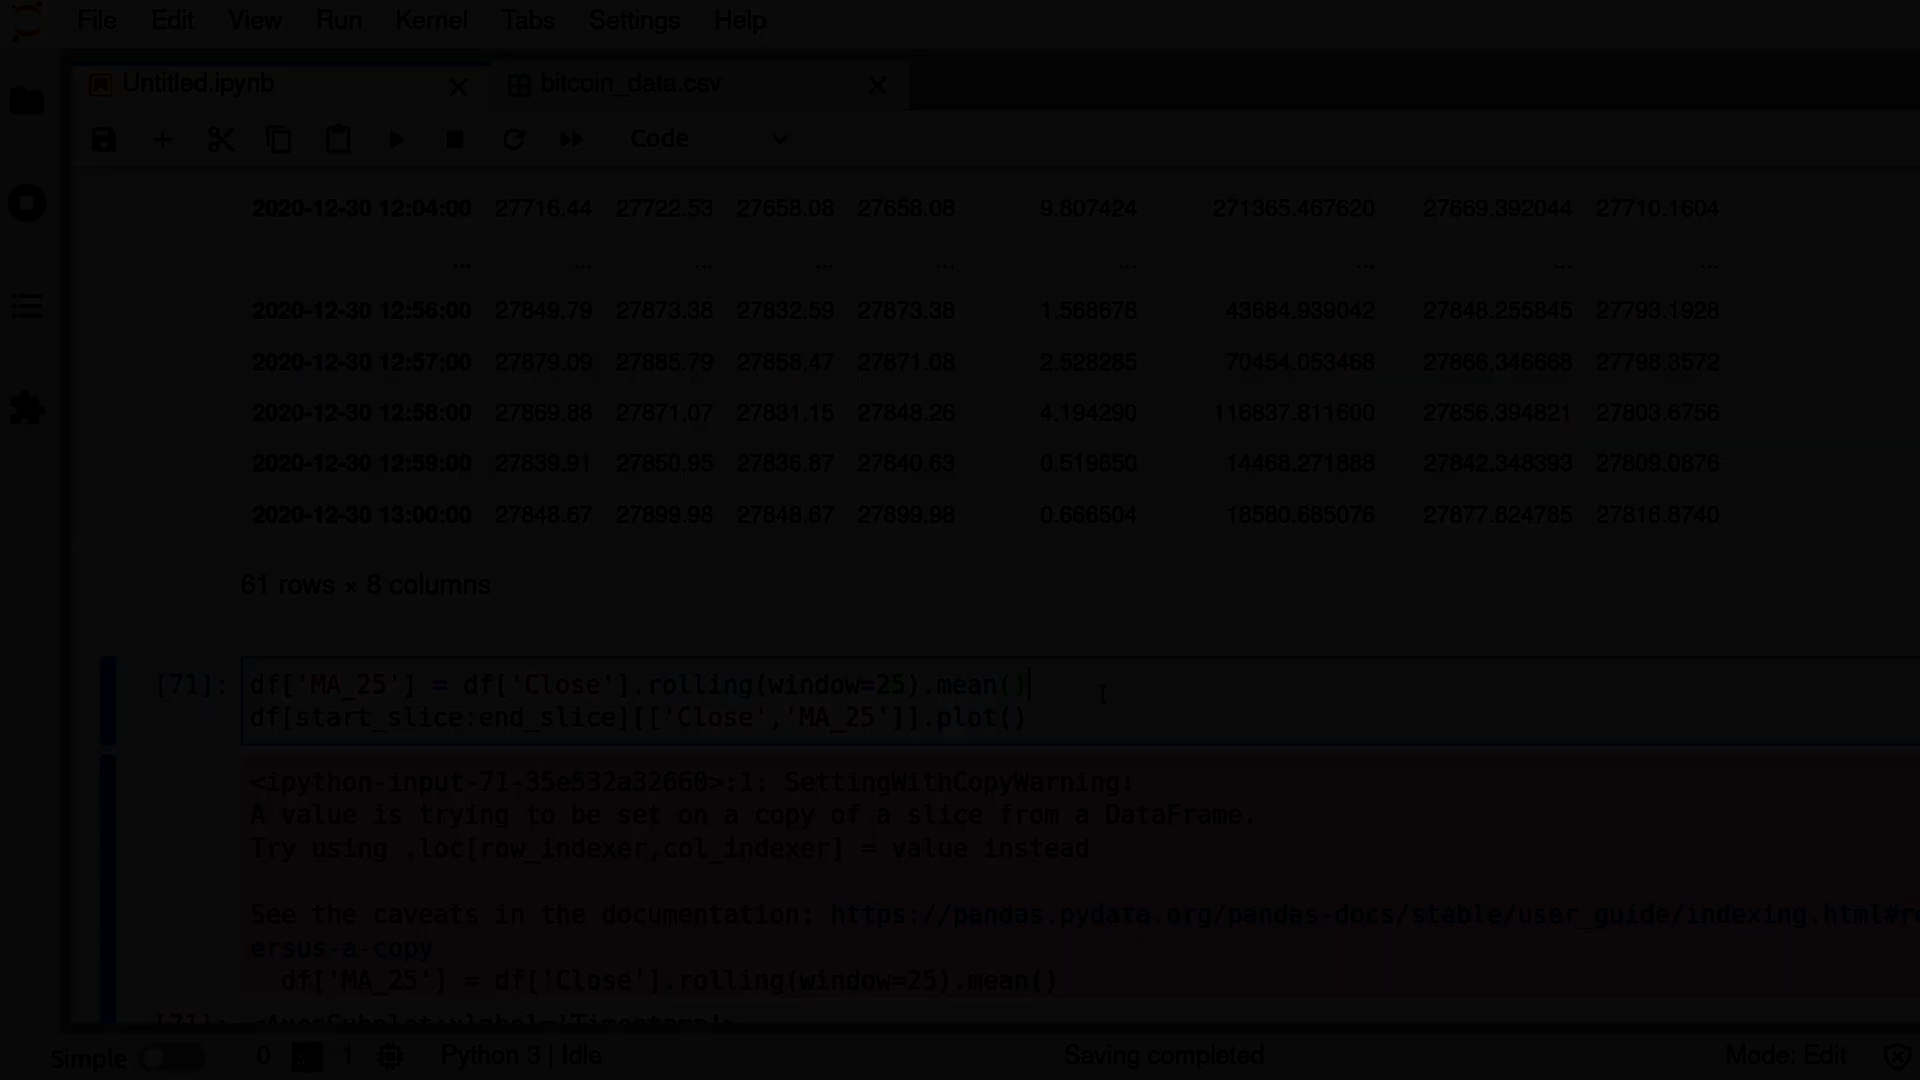 File Edit View Run Kernel Tabs Settings Help
Untitled.ipynb bitcoin_data.csv
Code
2020-12-30 12:04:00 27716.44 27722.53 27658.08 27658.08 9.807424 271365.467620 27669.392044 27710.1604
... ... ... ... ... ... ... ... ...
2020-12-30 12:56:00 27849.79 27873.38 27832.59 27873.38 1.568678 43684.939042 27848.255845 27793.1928
2020-12-30 12:57:00 27879.09 27885.79 27858.47 27871.08 2.528285 70454.053468 27866.346668 27798.3572
2020-12-30 12:58:00 27869.88 27871.07 27831.15 27848.26 4.194290 116837.811600 27856.394821 27803.6756
2020-12-30 12:59:00 27839.91 27850.95 27836.87 27840.63 0.519650 14468.271888 27842.348393 27809.0876
2020-12-30 13:00:00 27848.67 27899.98 27848.67 27899.98 0.666504 18580.685076 27877.824785 27816.8740
61 rows × 8 columns
[71]: df['MA_25'] = df['Close'].rolling(window=25).mean()
df[start_slice:end_slice][['Close','MA_25']].plot()
<ipython-input-71-35e532a32660>:1: SettingWithCopyWarning:
A value is trying to be set on a copy of a slice from a DataFrame.
Try using .loc[row_indexer,col_indexer] = value instead
See the caveats in the documentation: https://pandas.pydata.org/pandas-docs/stable/user_guide/indexing.html#re
ersus-a-copy
df['MA_25'] = df['Close'].rolling(window=25).mean()
[71]: <AxesSubplot:xlabel='Timestamp'>
Simple 0 1 Python 3 | Idle Saving completed Mode: Edit